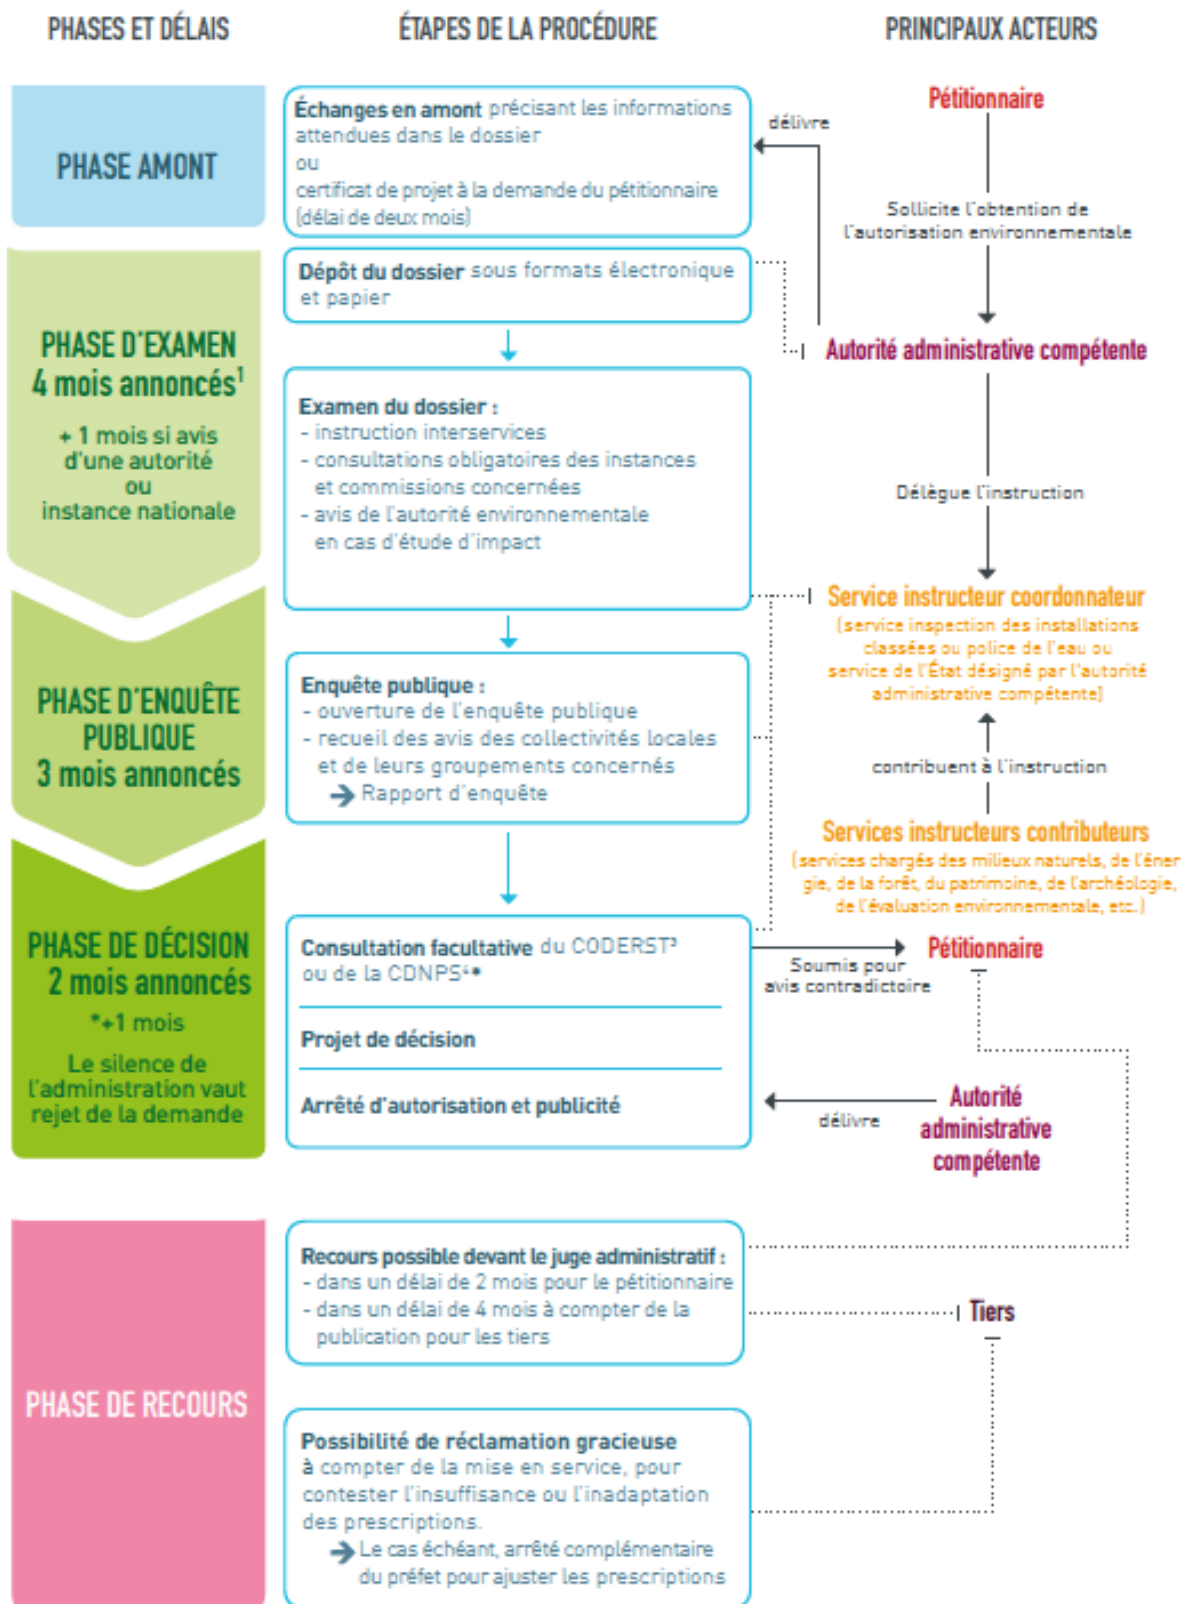 PHASES ET DÉLAIS
ÉTAPES DE LA PROCÉDURE
PRINCIPAUX ACTEURS
PHASE AMONT
Échanges en amont précisant les informations
attendues dans le dossier
ou
certificat de projet à la demande du pétitionnaire
(délai de deux mois)
délivre
Pétitionnaire
Sollicite l'obtention de
l'autorisation environnementale
PHASE D'EXAMEN
4 mois annoncés¹
+ 1 mois si avis
d'une autorité
ou
instance nationale
Dépôt du dossier sous formats électronique
et papier
Autorité administrative compétente
Examen du dossier :
- instruction interservices
- consultations obligatoires des instances
et commissions concernées
- avis de l'autorité environnementale
en cas d'étude d'impact
Délègue l'instruction
Service instructeur coordonnateur
(service inspection des installations
classées ou police de l'eau ou
service de l'État désigné par l'autorité
administrative compétente)
PHASE D'ENQUÊTE
PUBLIQUE
3 mois annoncés
Enquête publique :
- ouverture de l'enquête publique
- recueil des avis des collectivités locales
et de leurs groupements concernés
➔ Rapport d'enquête
contribuent à l'instruction
Services instructeurs contributeurs
(services chargés des milieux naturels, de l'éner
gie, de la forêt, du patrimoine, de l'archéologie,
de l'évaluation environnementale, etc.)
PHASE DE DÉCISION
2 mois annoncés
*+1 mois
Le silence de
l'administration vaut
rejet de la demande
Consultation facultative du CODERST³
ou de la CDNPS⁴*
Projet de décision
Arrêté d'autorisation et publicité
Soumis pour
avis contradictoire
Pétitionnaire
délivre
Autorité
administrative
compétente
PHASE DE RECOURS
Recours possible devant le juge administratif :
- dans un délai de 2 mois pour le pétitionnaire
- dans un délai de 4 mois à compter de la
publication pour les tiers
Tiers
Possibilité de réclamation gracieuse
à compter de la mise en service, pour
contester l'insuffisance ou l'inadaptation
des prescriptions.
➔ Le cas échéant, arrêté complémentaire
du préfet pour ajuster les prescriptions